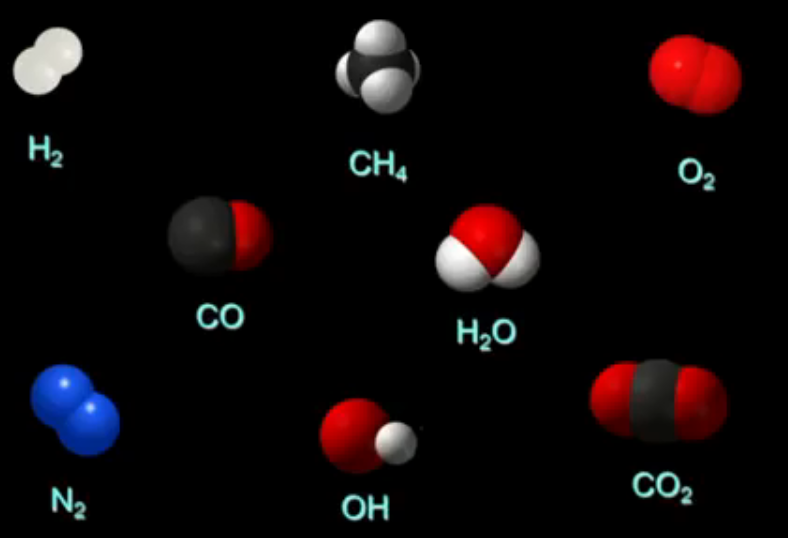 H₂
CH₄
O₂
CO
H₂O
N₂
OH
CO₂